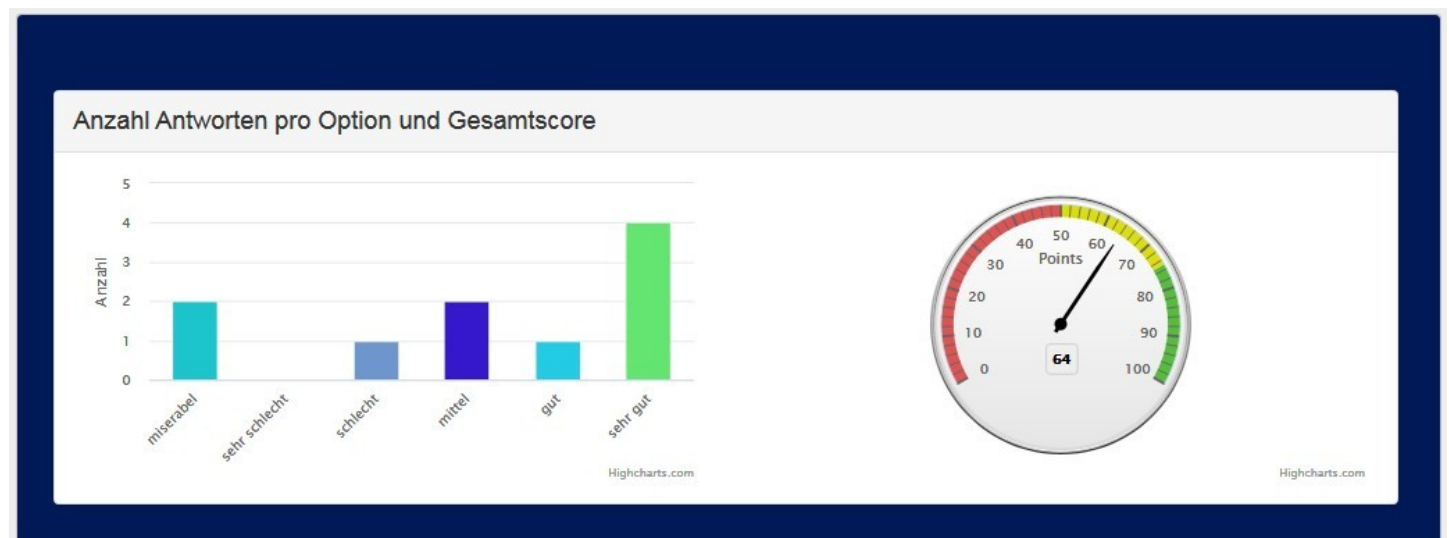 Anzahl Antworten pro Option und Gesamtscore
5
4
3
2
1
0
Anzahl
miserabel
sehr schlecht
schlecht
mittel
gut
sehr gut
Highcharts.com
0
10
20
30
40
50
60
70
80
90
100
Points
64
Highcharts.com